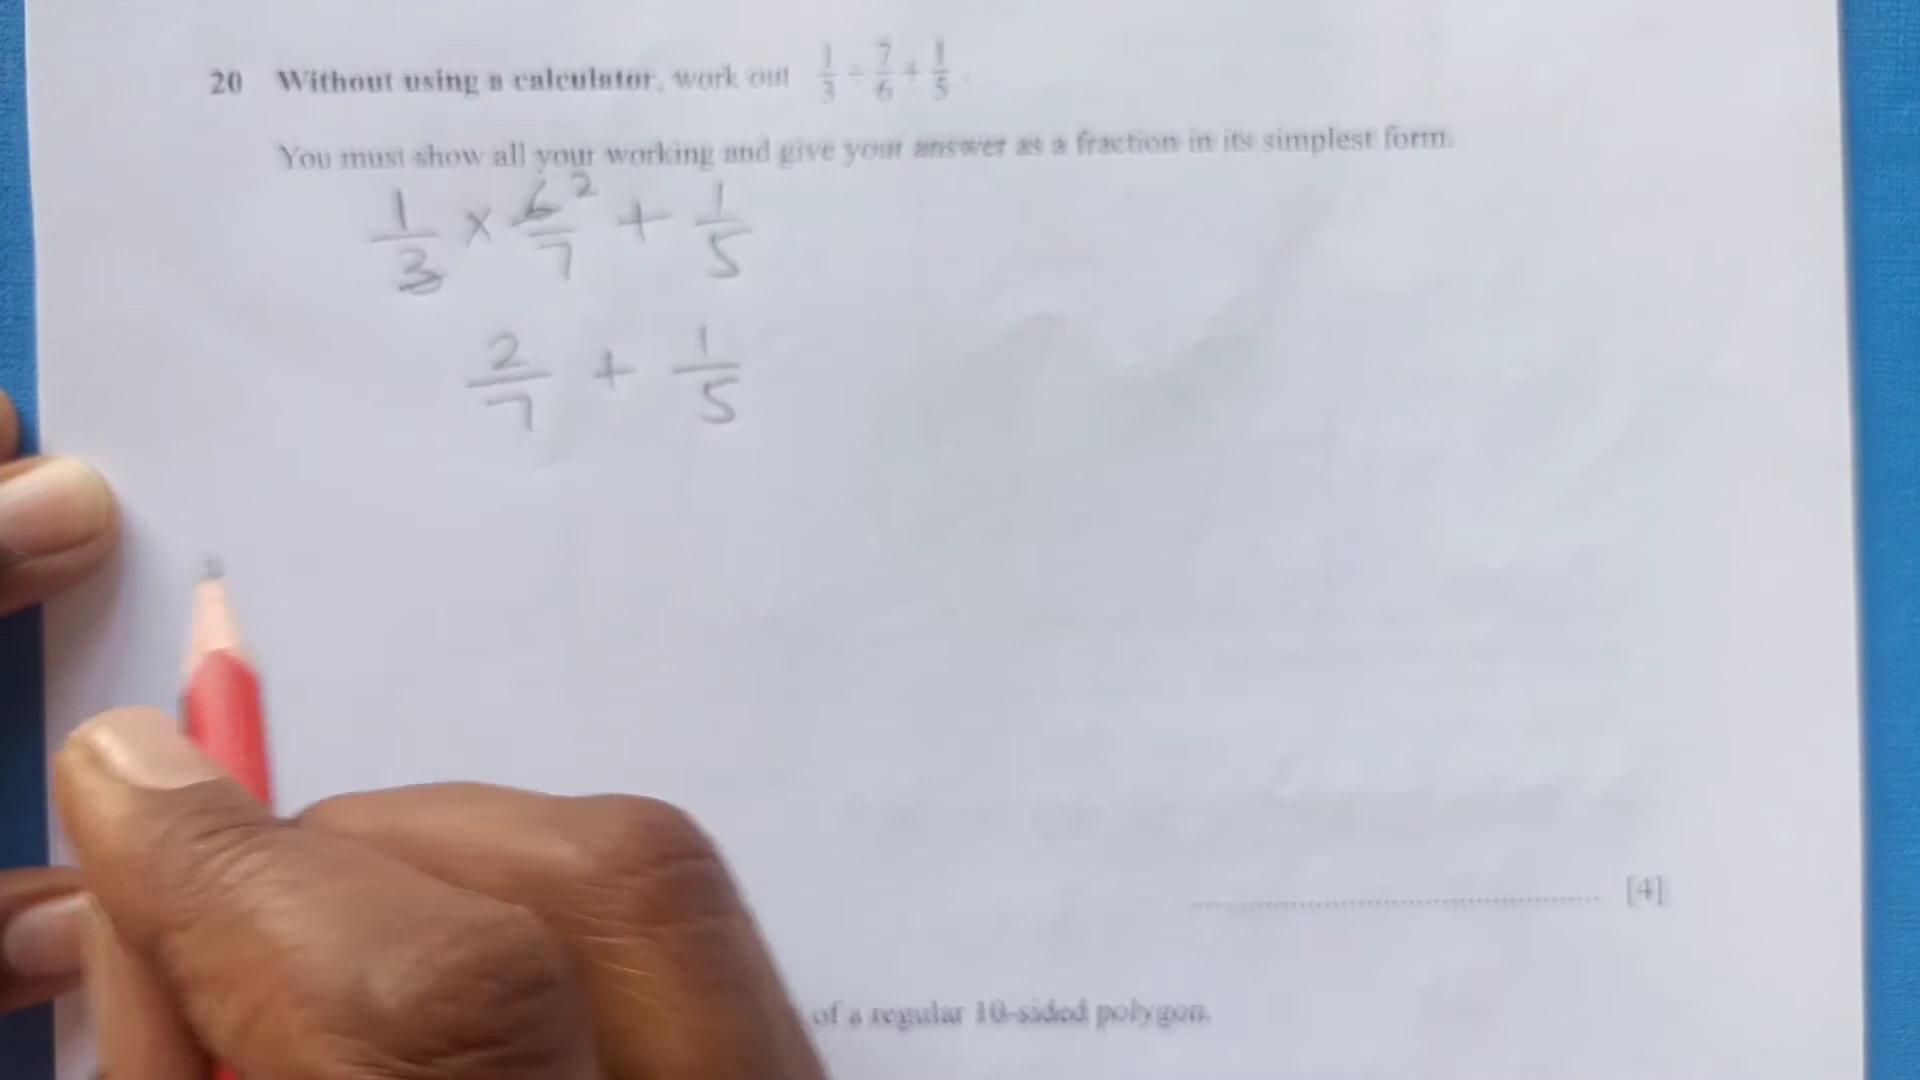 20 Without using a calculator, work out 1/3 ÷ 7/6 + 1/5 .
You must show all your working and give your answer as a fraction in its simplest form.
1/3 × 6/7 2 + 1/5
2/7 + 1/5
[4]
of a regular 10-sided polygon.